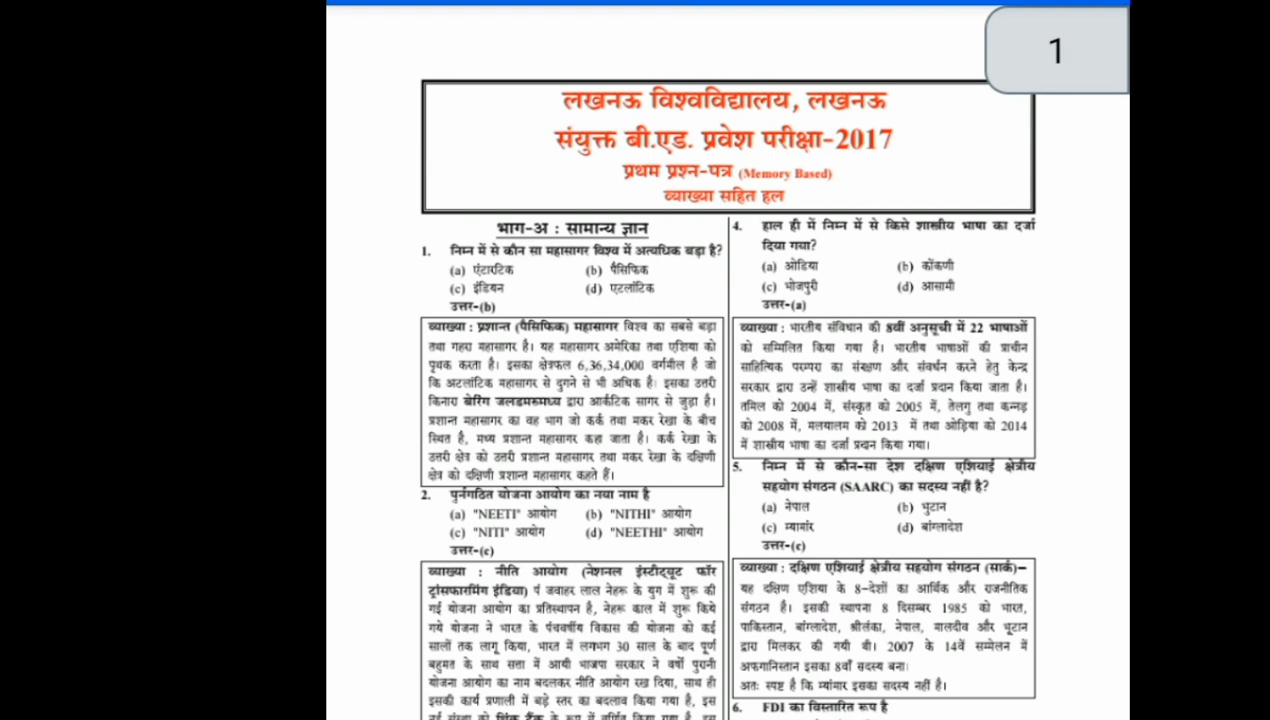 1
लखनऊ विश्वविद्यालय, लखनऊ
संयुक्त बी.एड. प्रवेश परीक्षा-2017
प्रथम प्रश्न-पत्र (Memory Based)
व्याख्या सहित हल
भाग-अ : सामान्य ज्ञान
1. निम्न में से कौन सा महासागर विश्व में अत्यधिक बड़ा है?
(a) एंटारटिक (b) पैसिफिक
(c) इंडियन (d) एटलांटिक
उत्तर-(b)
व्याख्या : प्रशान्त (पैसिफिक) महासागर विश्व का सबसे बड़ा
तथा गहरा महासागर है। यह महासागर अमेरिका तथा एशिया को
पृथक करता है। इसका क्षेत्रफल 6,36,34,000 वर्गमील है जो
कि अटलांटिक महासागर से दुगने से भी अधिक है। इसका उत्तरी
किनारा बेरिंग जलडमरूमध्य द्वारा आर्कटिक सागर से जुड़ा है।
प्रशान्त महासागर का वह भाग जो कर्क तथा मकर रेखा के बीच
स्थित है, मध्य प्रशान्त महासागर कहा जाता है। कर्क रेखा के
उत्तरी क्षेत्र को उत्तरी प्रशान्त महासागर तथा मकर रेखा के दक्षिणी
क्षेत्र को दक्षिणी प्रशान्त महासागर कहते हैं।
2. पुर्नगठित योजना आयोग का नया नाम है
(a) "NEETI" आयोग (b) "NITHI" आयोग
(c) "NITI" आयोग (d) "NEETHI" आयोग
उत्तर-(c)
व्याख्या : नीति आयोग (नेशनल इंस्टीट्यूट फॉर
ट्रांसफारमिंग इंडिया) पं जवाहर लाल नेहरू के युग में शुरू की
गई योजना आयोग का प्रतिस्थापन है, नेहरू काल में शुरू किये
गये योजना ने भारत के पंचवर्षीय विकास की योजना को कई
सालों तक लागू किया, भारत में लगभग 30 साल के बाद पूर्ण
बहुमत के साथ सत्ता में आयी भाजपा सरकार ने वर्षों पुरानी
योजना आयोग का नाम बदलकर नीति आयोग रख दिया, साथ ही
इसकी कार्य प्रणाली में बड़े स्तर का बदलाव किया गया है, इस
नई संस्था को थिंक टैंक के रूप में वर्णित किया गया है, इस
4. हाल ही में निम्न में से किसे शास्त्रीय भाषा का दर्जा
दिया गया?
(a) ओडिया (b) कोंकणी
(c) भोजपुरी (d) आसामी
उत्तर-(a)
व्याख्या : भारतीय संविधान की 8वीं अनुसूची में 22 भाषाओं
को सम्मिलित किया गया है। भारतीय भाषाओं की प्राचीन
साहित्यिक परम्परा का संरक्षण और संवर्धन करने हेतु केन्द्र
सरकार द्वारा उन्हें शास्त्रीय भाषा का दर्जा प्रदान किया जाता है।
तमिल को 2004 में, संस्कृत को 2005 में, तेलगु तथा कन्नड़
को 2008 में, मलयालम को 2013 में तथा ओड़िया को 2014
में शास्त्रीय भाषा का दर्जा प्रदान किया गया।
5. निम्न में से कौन-सा देश दक्षिण एशियाई क्षेत्रीय
सहयोग संगठन (SAARC) का सदस्य नहीं है?
(a) नेपाल (b) भुटान
(c) म्यामांर (d) बांग्लादेश
उत्तर-(c)
व्याख्या : दक्षिण एशियाई क्षेत्रीय सहयोग संगठन (सार्क)–
यह दक्षिण एशिया के 8-देशों का आर्थिक और राजनीतिक
संगठन है। इसकी स्थापना 8 दिसम्बर 1985 को भारत,
पाकिस्तान, बांग्लादेश, श्रीलंका, नेपाल, मालदीव और भूटान
द्वारा मिलकर की गयी थी। 2007 के 14वें सम्मेलन में
अफगानिस्तान इसका 8वाँ सदस्य बना।
अतः स्पष्ट है कि म्यांमार इसका सदस्य नहीं है।
6. FDI का विस्तारित रूप है